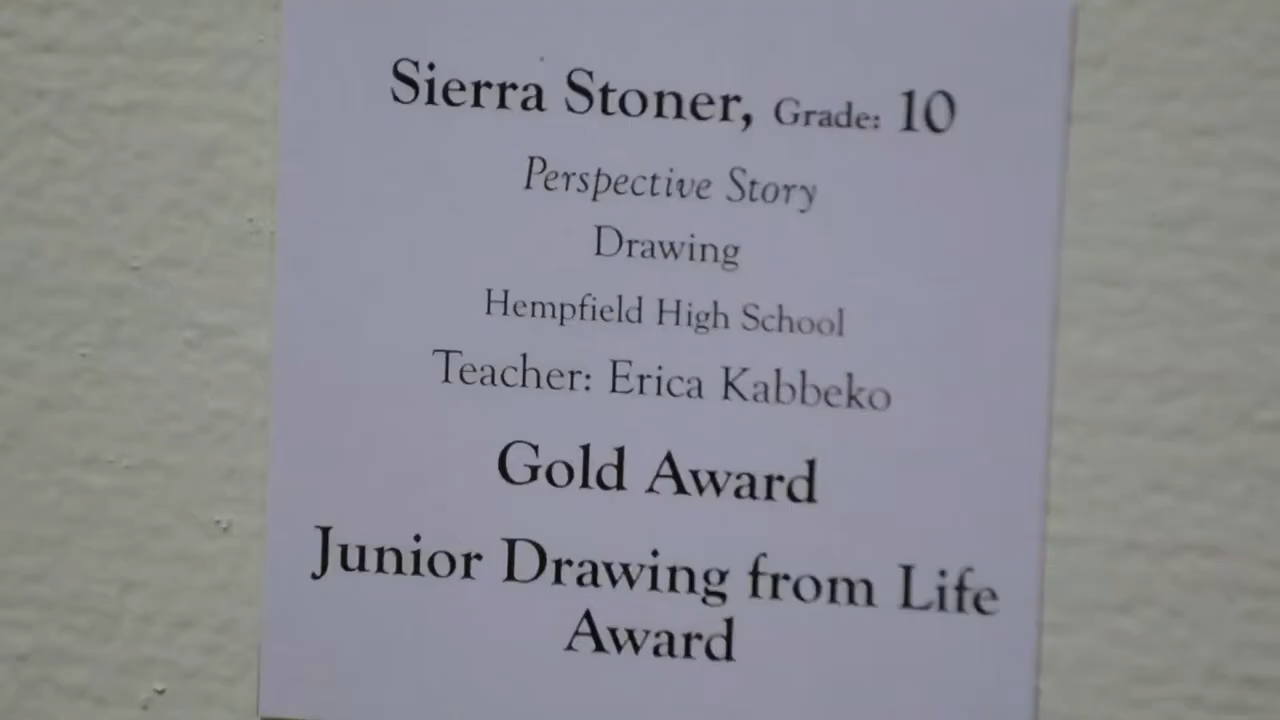 Sierra Stoner, Grade: 10
Perspective Story
Drawing
Hempfield High School
Teacher: Erica Kabbeko
Gold Award
Junior Drawing from Life
Award